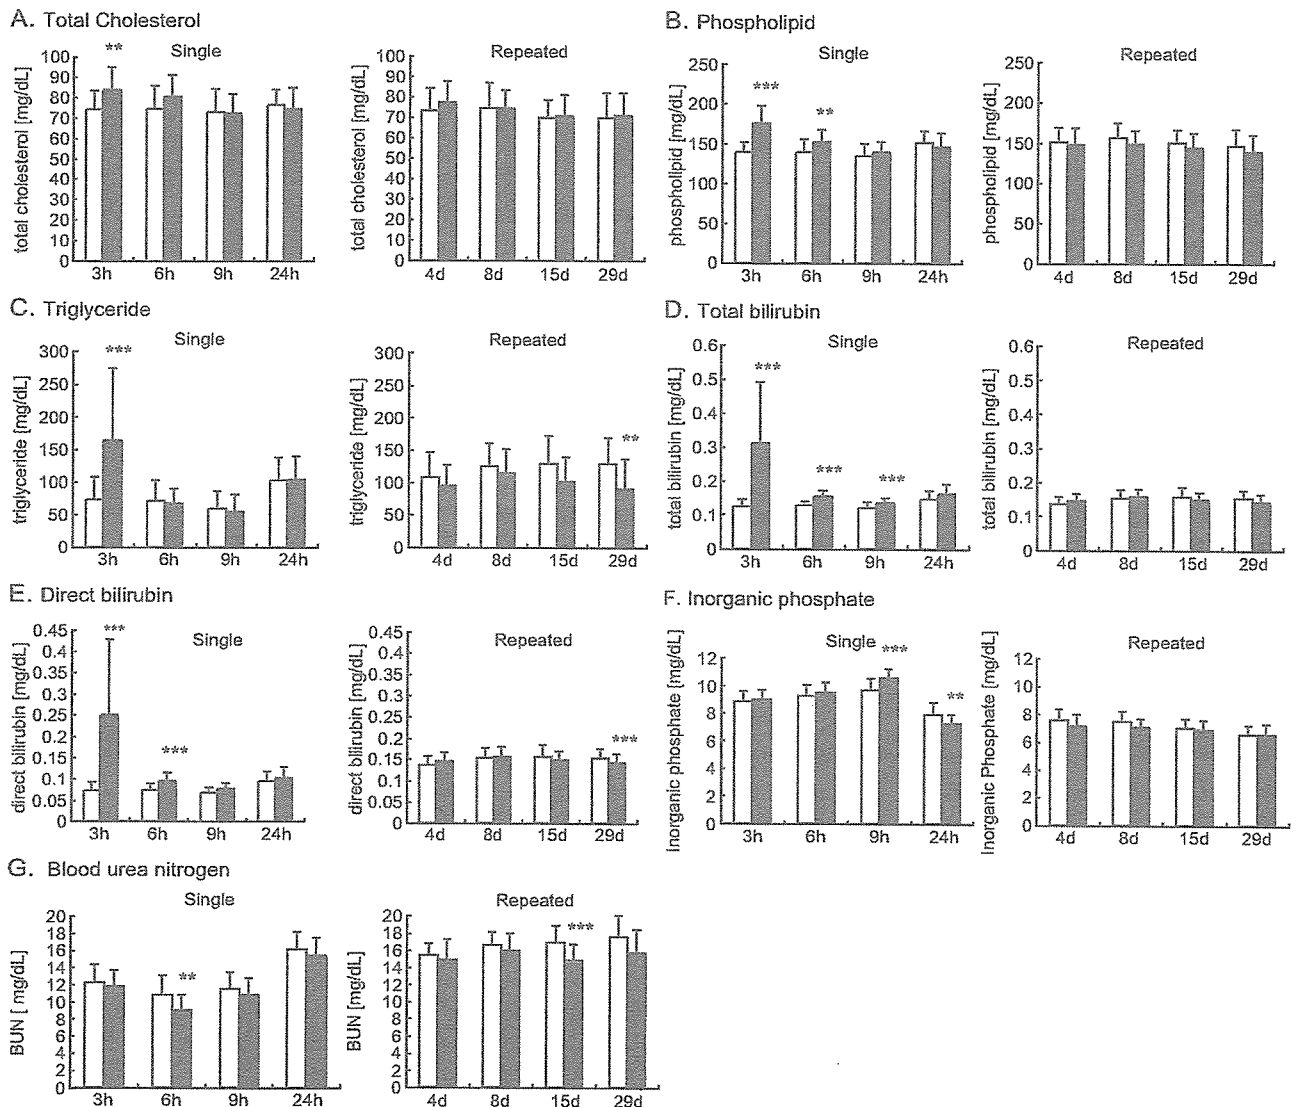 A. Total Cholesterol
Single
**
total cholesterol [mg/dL]
100
90
80
70
60
50
40
30
20
10
0
3h 6h 9h 24h
Repeated
total cholesterol [mg/dL]
100
90
80
70
60
50
40
30
20
10
0
4d 8d 15d 29d
B. Phospholipid
Single
*** **
phospholipid [mg/dL]
250
200
150
100
50
0
3h 6h 9h 24h
Repeated
phospholipid [mg/dL]
250
200
150
100
50
0
4d 8d 15d 29d
C. Triglyceride
Single
***
triglyceride [mg/dL]
300
250
200
150
100
50
0
3h 6h 9h 24h
Repeated
**
triglyceride [mg/dL]
300
250
200
150
100
50
0
4d 8d 15d 29d
D. Total bilirubin
Single
*** *** ***
total bilirubin [mg/dL]
0.6
0.5
0.4
0.3
0.2
0.1
0
3h 6h 9h 24h
Repeated
total bilirubin [mg/dL]
0.6
0.5
0.4
0.3
0.2
0.1
0
4d 8d 15d 29d
E. Direct bilirubin
Single
*** ***
direct bilirubin [mg/dL]
0.45
0.4
0.35
0.3
0.25
0.2
0.15
0.1
0.05
0
3h 6h 9h 24h
Repeated
***
direct bilirubin [mg/dL]
0.45
0.4
0.35
0.3
0.25
0.2
0.15
0.1
0.05
0
4d 8d 15d 29d
F. Inorganic phosphate
Single
*** **
Inorganic phosphate [mg/dL]
12
10
8
6
4
2
0
3h 6h 9h 24h
Repeated
Inorganic Phosphate [mg/dL]
12
10
8
6
4
2
0
4d 8d 15d 29d
G. Blood urea nitrogen
Single
**
BUN [ mg/dL]
20
18
16
14
12
10
8
6
4
2
0
3h 6h 9h 24h
Repeated
***
BUN [ mg/dL]
20
18
16
14
12
10
8
6
4
2
0
4d 8d 15d 29d